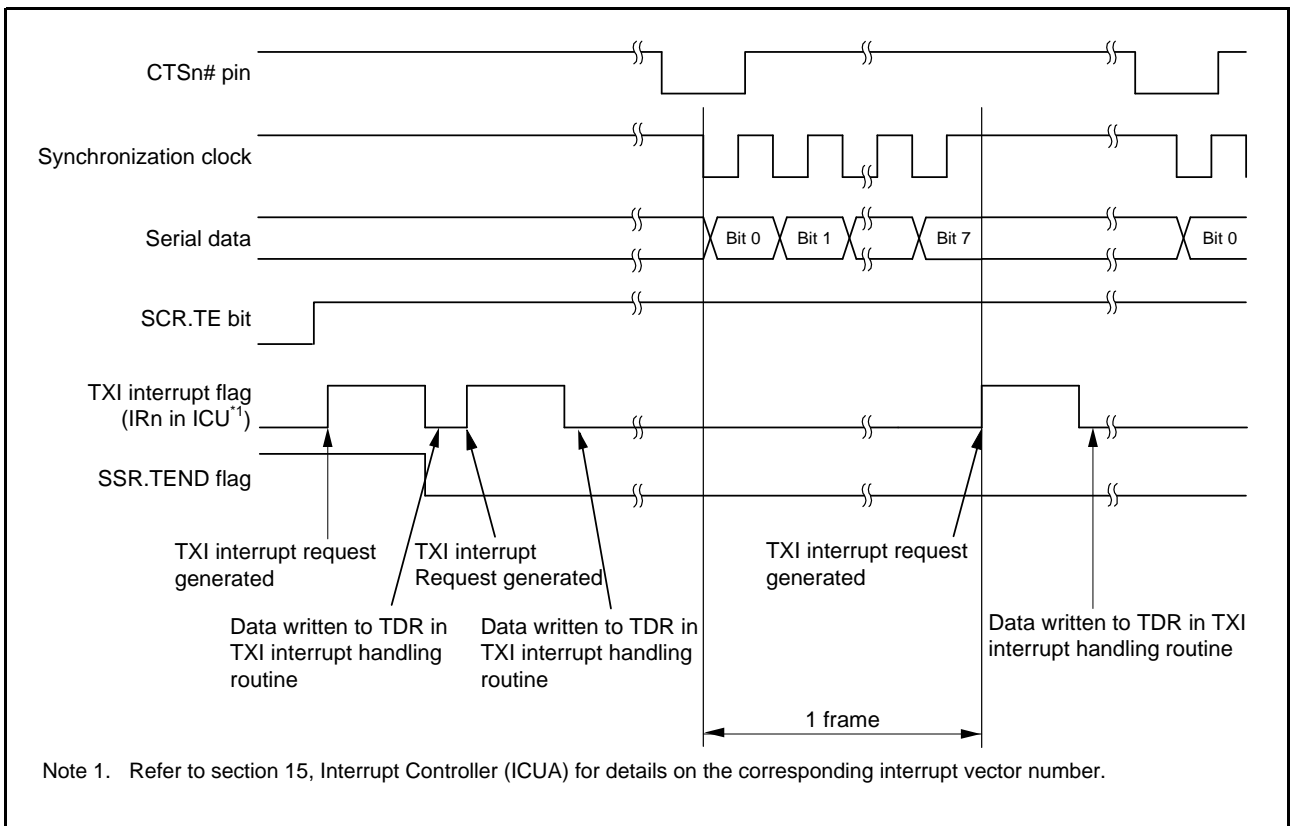 CTSn# pin
Synchronization clock
Serial data
Bit 0
Bit 1
Bit 7
Bit 0
SCR.TE bit
TXI interrupt flag
(IRn in ICU*1)
SSR.TEND flag
TXI interrupt request
generated
TXI interrupt
Request generated
TXI interrupt request
generated
Data written to TDR in
TXI interrupt handling
routine
Data written to TDR in
TXI interrupt handling
routine
Data written to TDR in TXI
interrupt handling routine
1 frame
Note 1. Refer to section 15, Interrupt Controller (ICUA) for details on the corresponding interrupt vector number.